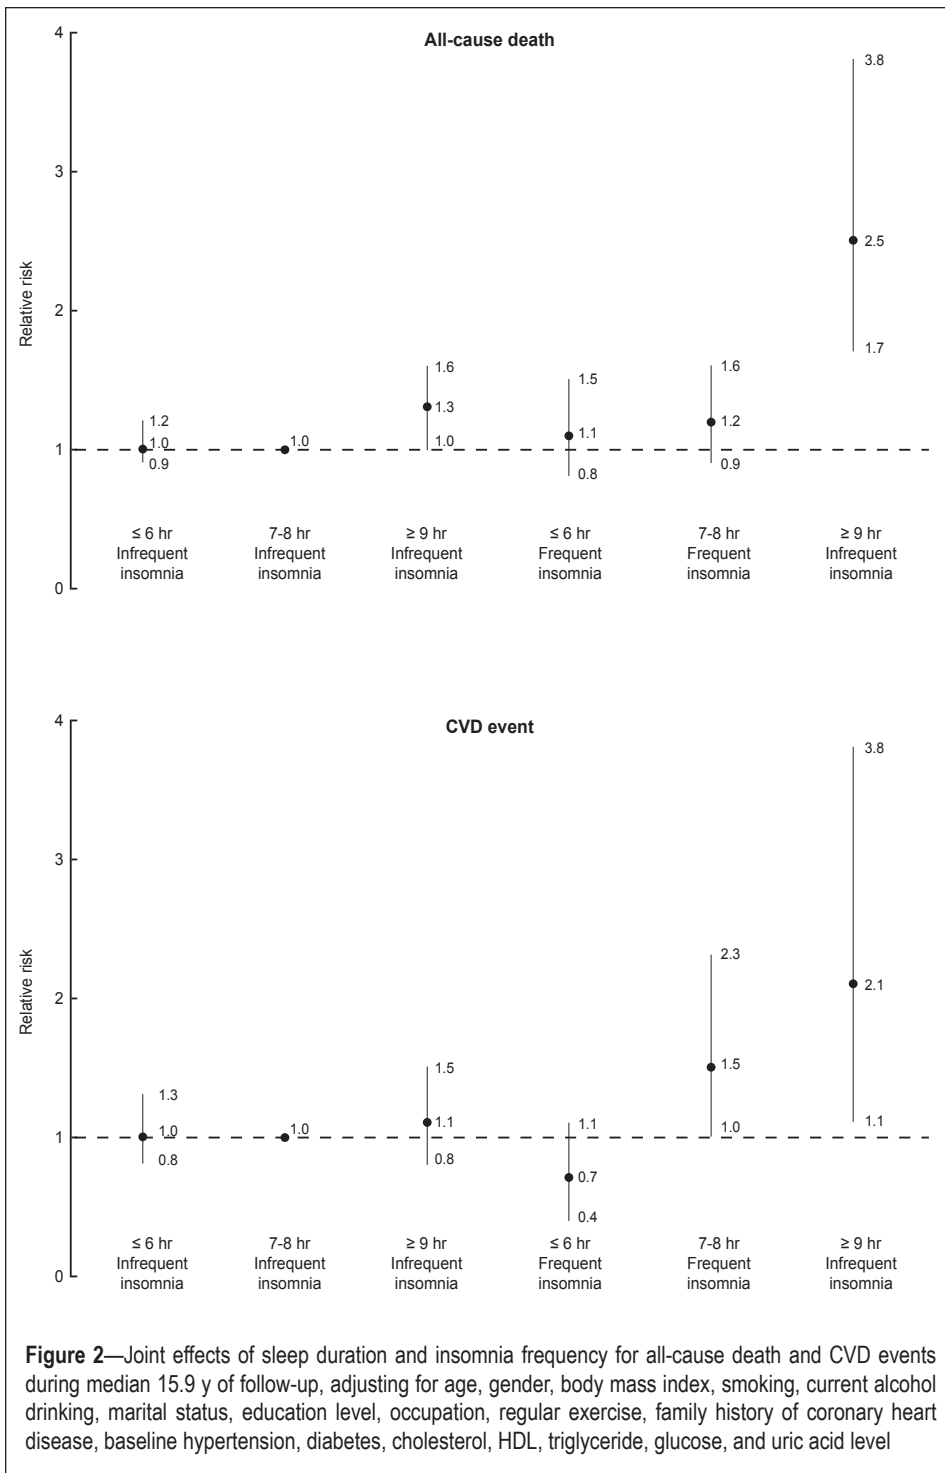 All-cause death
4
3
2
1
0
Relative risk
1.2
1.0
0.9
1.0
1.6
1.3
1.0
1.5
1.1
0.8
1.6
1.2
0.9
3.8
2.5
1.7
≤ 6 hr
Infrequent
insomnia
7-8 hr
Infrequent
insomnia
≥ 9 hr
Infrequent
insomnia
≤ 6 hr
Frequent
insomnia
7-8 hr
Frequent
insomnia
≥ 9 hr
Infrequent
insomnia
CVD event
4
3
2
1
0
Relative risk
1.3
1.0
0.8
1.0
1.5
1.1
0.8
1.1
0.7
0.4
2.3
1.5
1.0
3.8
2.1
1.1
≤ 6 hr
Infrequent
insomnia
7-8 hr
Infrequent
insomnia
≥ 9 hr
Infrequent
insomnia
≤ 6 hr
Frequent
insomnia
7-8 hr
Frequent
insomnia
≥ 9 hr
Infrequent
insomnia
Figure 2—Joint effects of sleep duration and insomnia frequency for all-cause death and CVD events
during median 15.9 y of follow-up, adjusting for age, gender, body mass index, smoking, current alcohol
drinking, marital status, education level, occupation, regular exercise, family history of coronary heart
disease, baseline hypertension, diabetes, cholesterol, HDL, triglyceride, glucose, and uric acid level